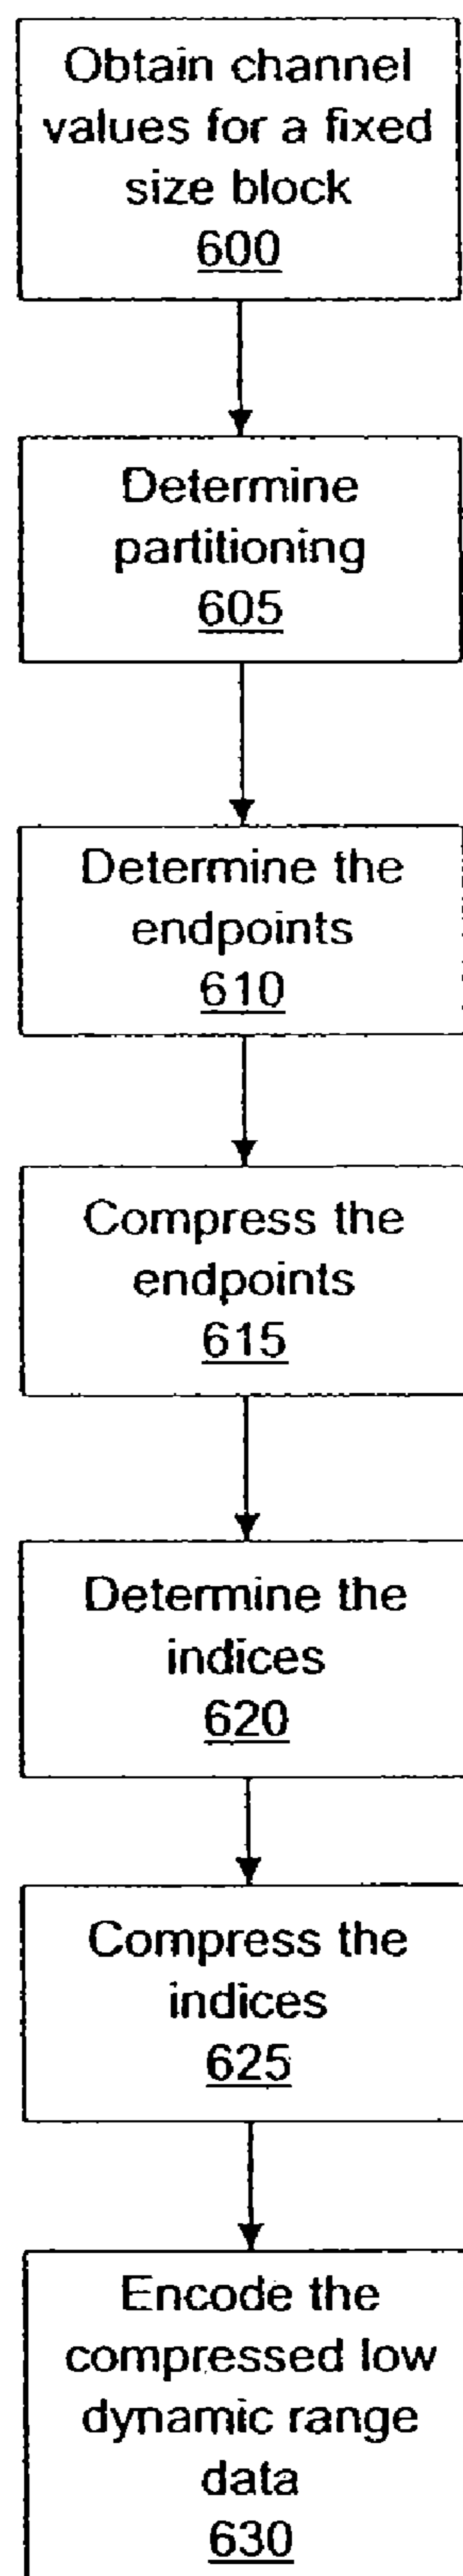 Obtain channel
values for a fixed
size block
600
Determine
partitioning
605
Determine the
endpoints
610
Compress the
endpoints
615
Determine the
indices
620
Compress the
indices
625
Encode the
compressed low
dynamic range
data
630